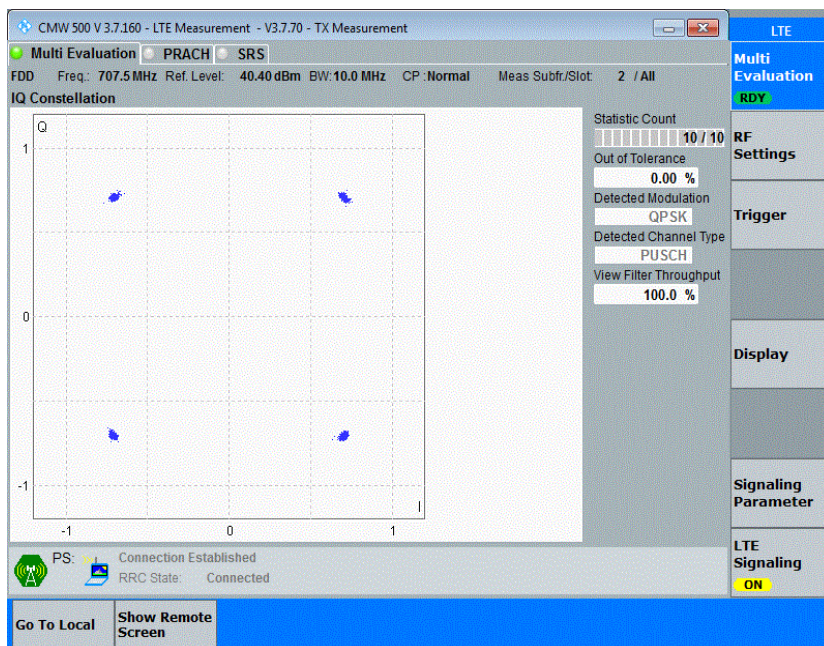 CMW 500 V 3.7.160 - LTE Measurement - V3.7.70 - TX Measurement
LTE
Multi Evaluation PRACH SRS
Multi
Evaluation
RDY
FDD Freq.: 707.5 MHz Ref. Level: 40.40 dBm BW: 10.0 MHz CP : Normal Meas Subfr./Slot: 2 / All
IQ Constellation
Q
1
0
-1
-1 0 1
I
Statistic Count
10 / 10
Out of Tolerance
0.00 %
Detected Modulation
QPSK
Detected Channel Type
PUSCH
View Filter Throughput
100.0 %
RF
Settings
Trigger
Display
Signaling
Parameter
LTE
Signaling
ON
PS: Connection Established
RRC State: Connected
Go To Local
Show Remote
Screen